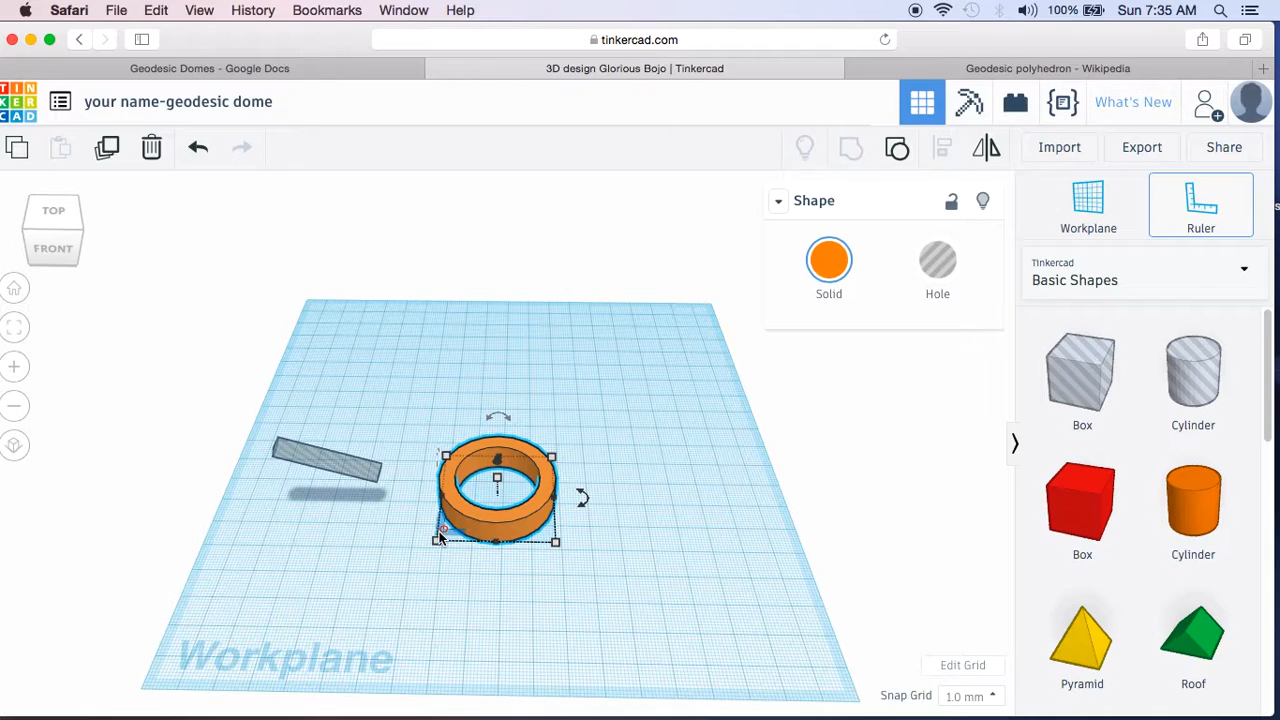 Safari File Edit View History Bookmarks Window Help 100% Sun 7:35 AM
tinkercad.com
Geodesic Domes - Google Docs 3D design Glorious Bojo | Tinkercad Geodesic polyhedron - Wikipedia
TIN
KER
CAD
your name-geodesic dome
What's New
Import Export Share
TOP
FRONT
Shape
Solid Hole
Workplane Ruler
Tinkercad
Basic Shapes
Box Cylinder
Box Cylinder
Pyramid Roof
Workplane
Edit Grid
Snap Grid 1.0 mm